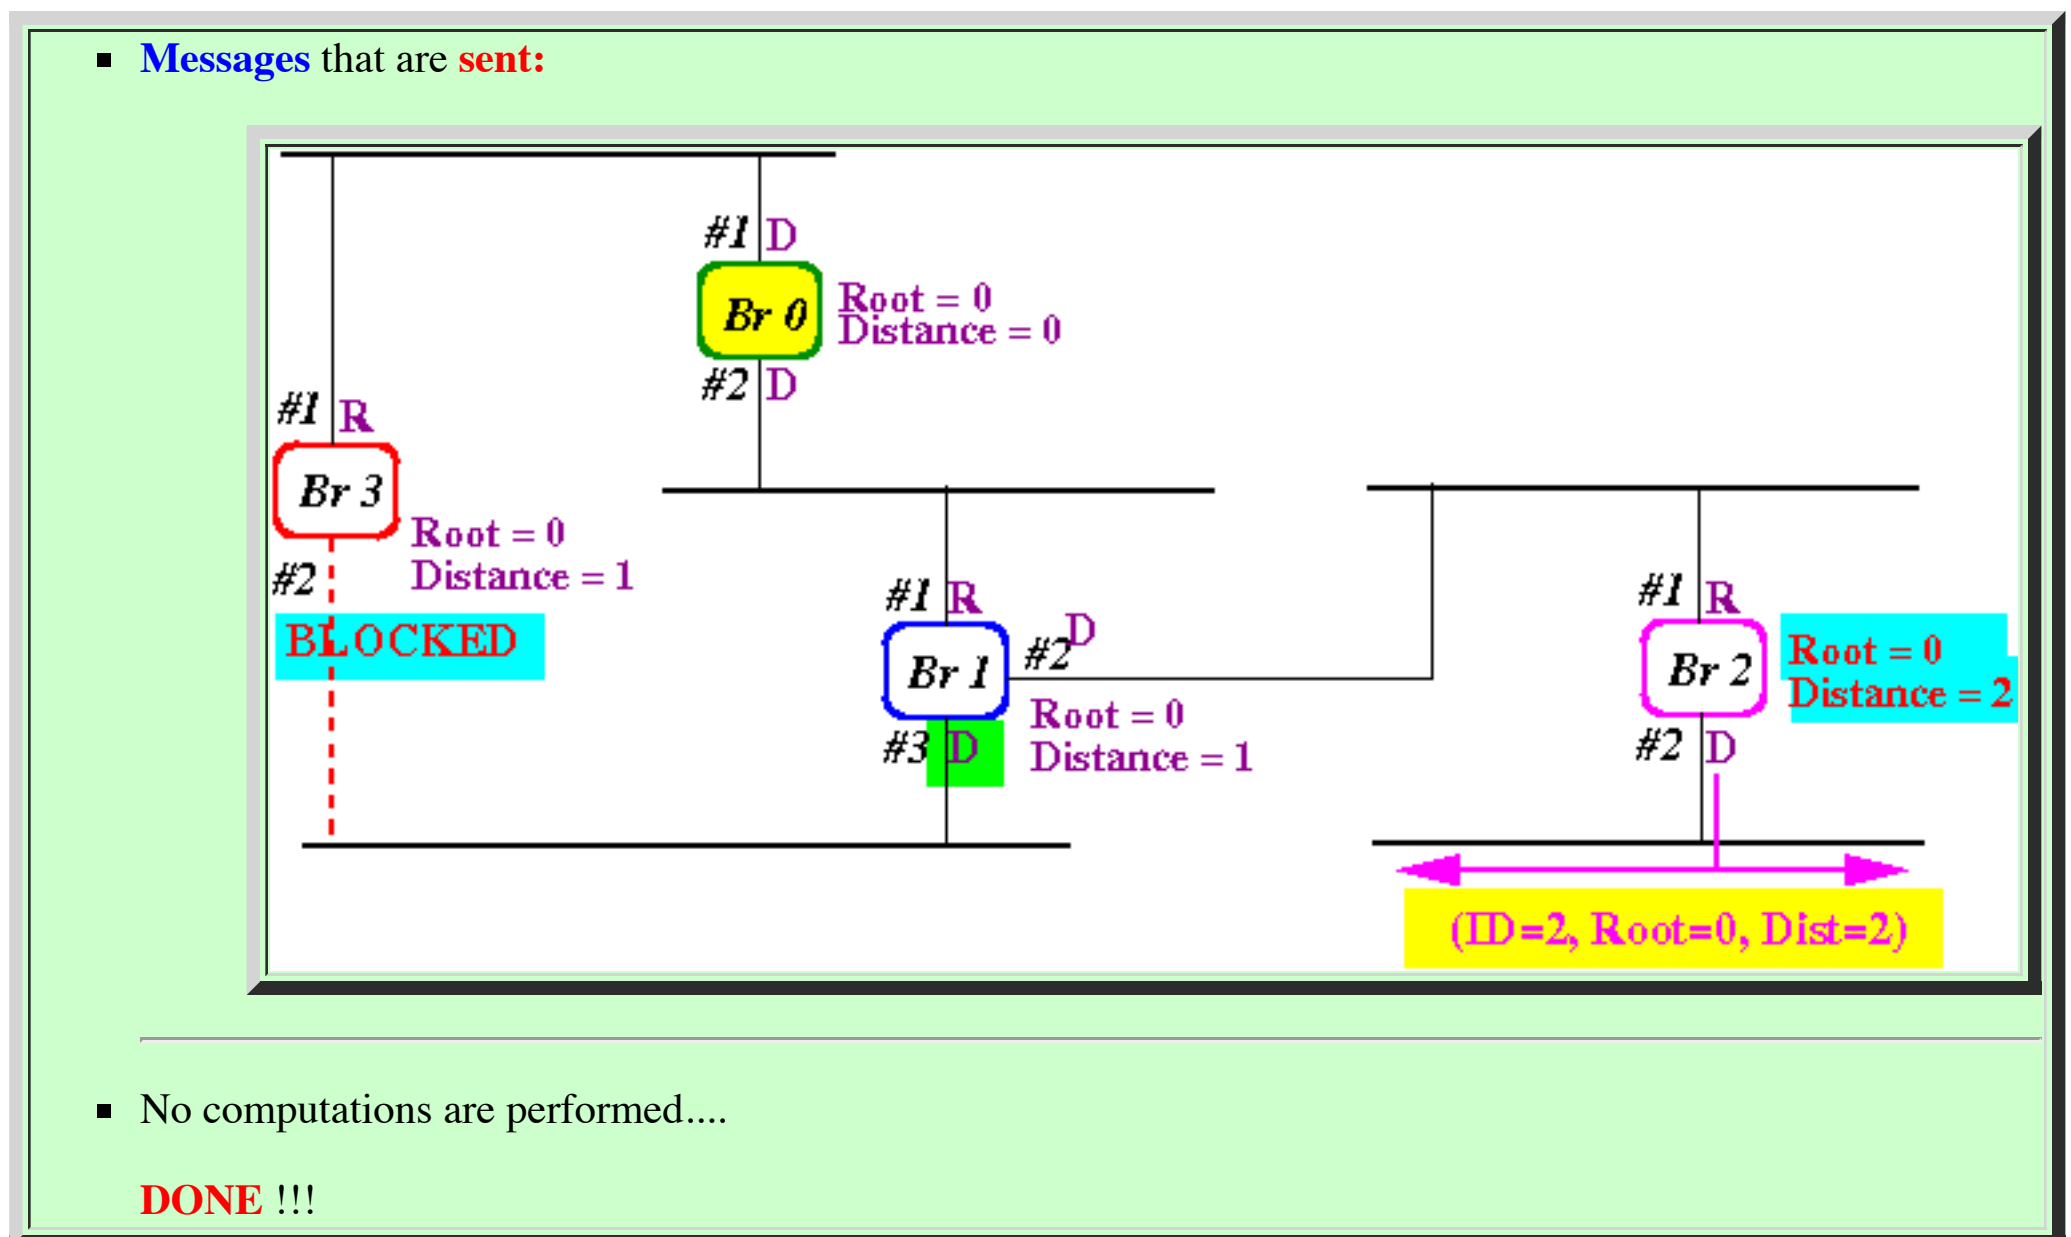 Messages that are sent:
#1 D
Br 0
Root = 0
Distance = 0
#2 D
#1 R
Br 3
Root = 0
Distance = 1
#2
BLOCKED
#1 R
Br 1
#2 D
Root = 0
Distance = 1
#3 D
#1 R
Br 2
Root = 0
Distance = 2
#2 D
(ID=2, Root=0, Dist=2)
No computations are performed....
DONE !!!